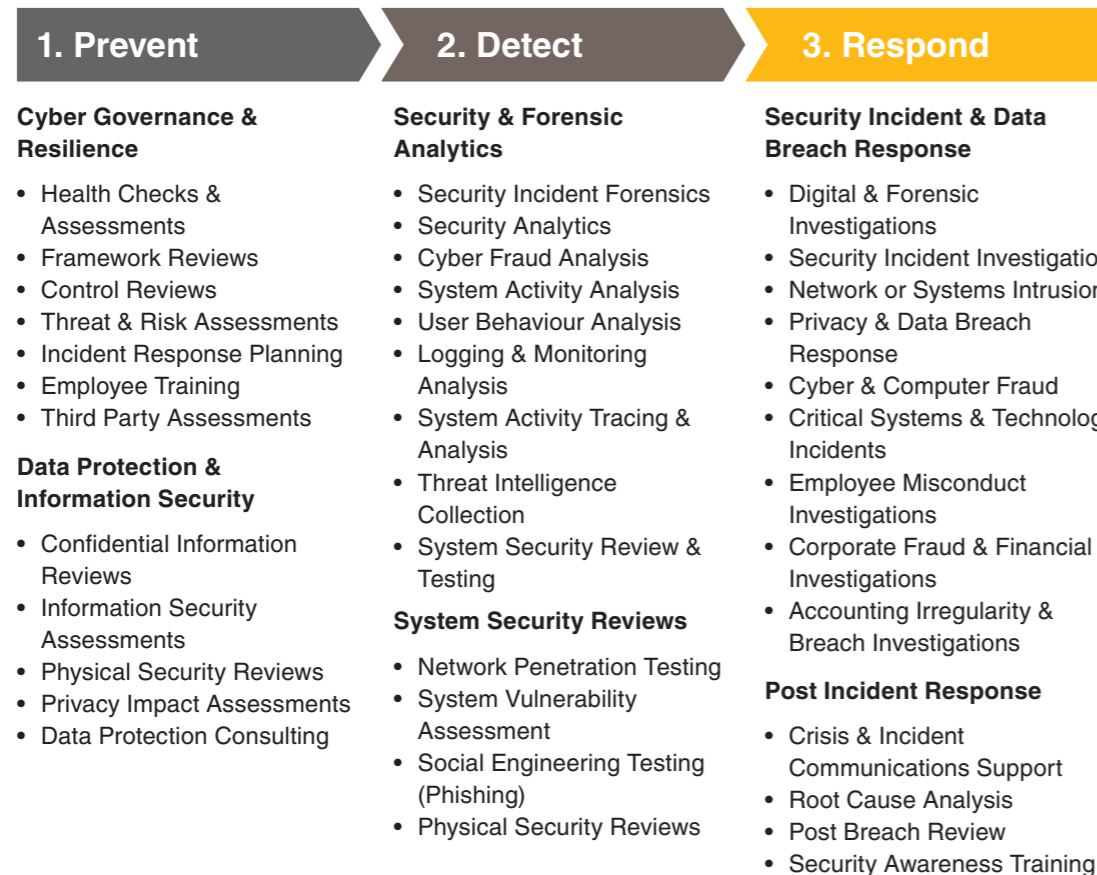 1. Prevent
Cyber Governance &
Resilience
• Health Checks &
Assessments
• Framework Reviews
• Control Reviews
• Threat & Risk Assessments
• Incident Response Planning
• Employee Training
• Third Party Assessments
Data Protection &
Information Security
• Confidential Information
Reviews
• Information Security
Assessments
• Physical Security Reviews
• Privacy Impact Assessments
• Data Protection Consulting
2. Detect
Security & Forensic
Analytics
• Security Incident Forensics
• Security Analytics
• Cyber Fraud Analysis
• System Activity Analysis
• User Behaviour Analysis
• Logging & Monitoring
Analysis
• System Activity Tracing &
Analysis
• Threat Intelligence
Collection
• System Security Review &
Testing
System Security Reviews
• Network Penetration Testing
• System Vulnerability
Assessment
• Social Engineering Testing
(Phishing)
• Physical Security Reviews
3. Respond
Security Incident & Data
Breach Response
• Digital & Forensic
Investigations
• Security Incident Investigatio
• Network or Systems Intrusion
• Privacy & Data Breach
Response
• Cyber & Computer Fraud
• Critical Systems & Technolog
Incidents
• Employee Misconduct
Investigations
• Corporate Fraud & Financial
Investigations
• Accounting Irregularity &
Breach Investigations
Post Incident Response
• Crisis & Incident
Communications Support
• Root Cause Analysis
• Post Breach Review
• Security Awareness Training